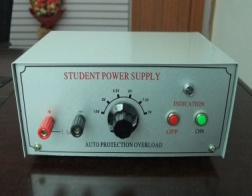 STUDENT POWER SUPPLY
INDICATION
OFF ON
AUTO PROTECTION OVERLOAD